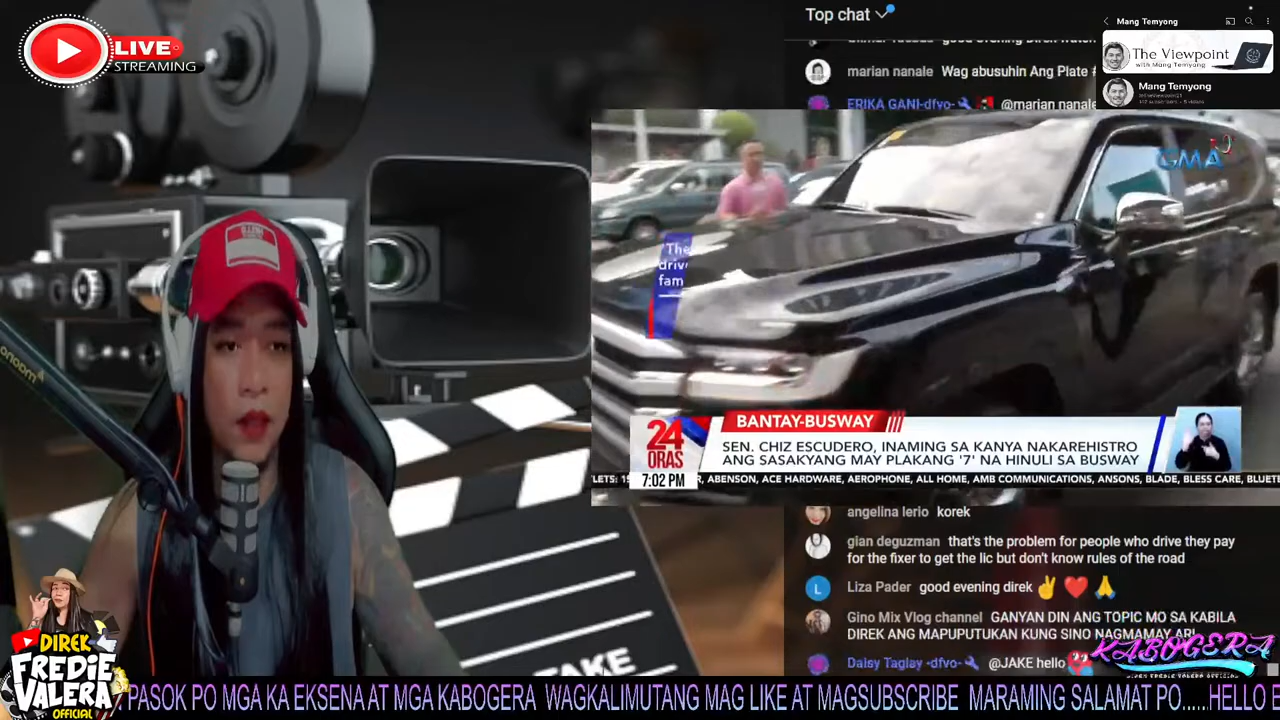 LIVE
STREAMING
Top chat
marian nanale Wag abusuhin Ang Plate
ERIKA GANI-dfvo- @marian nanale
Mang Temyong
The Viewpoint
with Mang Temyong
Mang Temyong
GMA
"The
driv
fam
BANTAY-BUSWAY
24
ORAS
7:02 PM
SEN. CHIZ ESCUDERO, INAMING SA KANYA NAKAREHISTRO
ANG SASAKYANG MAY PLAKANG '7' NA HINULI SA BUSWAY
R, ABENSON, ACE HARDWARE, AEROPHONE, ALL HOME, AMB COMMUNICATIONS, ANSONS, BLADE, BLESS CARE, BLUETE
angelina lerio korek
gian deguzman that's the problem for people who drive they pay
for the fixer to get the lic but don't know rules of the road
Liza Pader good evening direk
Gino Mix Vlog channel GANYAN DIN ANG TOPIC MO SA KABILA
DIREK ANG MAPUPUTUKAN KUNG SINO NAGMAMAY ARI
Daisy Taglay -dfvo- @JAKE hello
KABOGERA
TAKE
DIREK
FREDIE
VALERA
OFFICIAL
PASOK PO MGA KA EKSENA AT MGA KABOGERA WAGKALIMUTANG MAG LIKE AT MAGSUBSCRIBE MARAMING SALAMAT PO......HELLO E